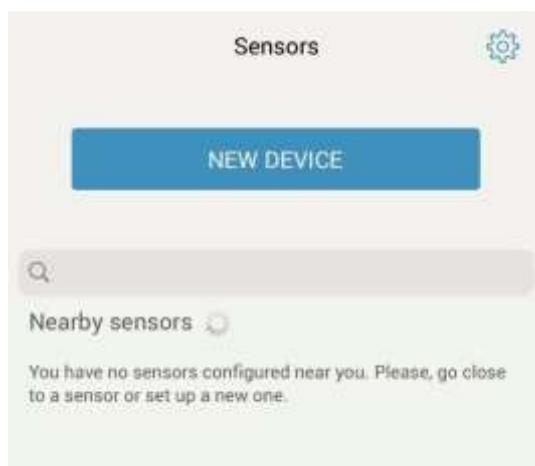 Sensors
NEW DEVICE
Nearby sensors
You have no sensors configured near you. Please, go close
to a sensor or set up a new one.